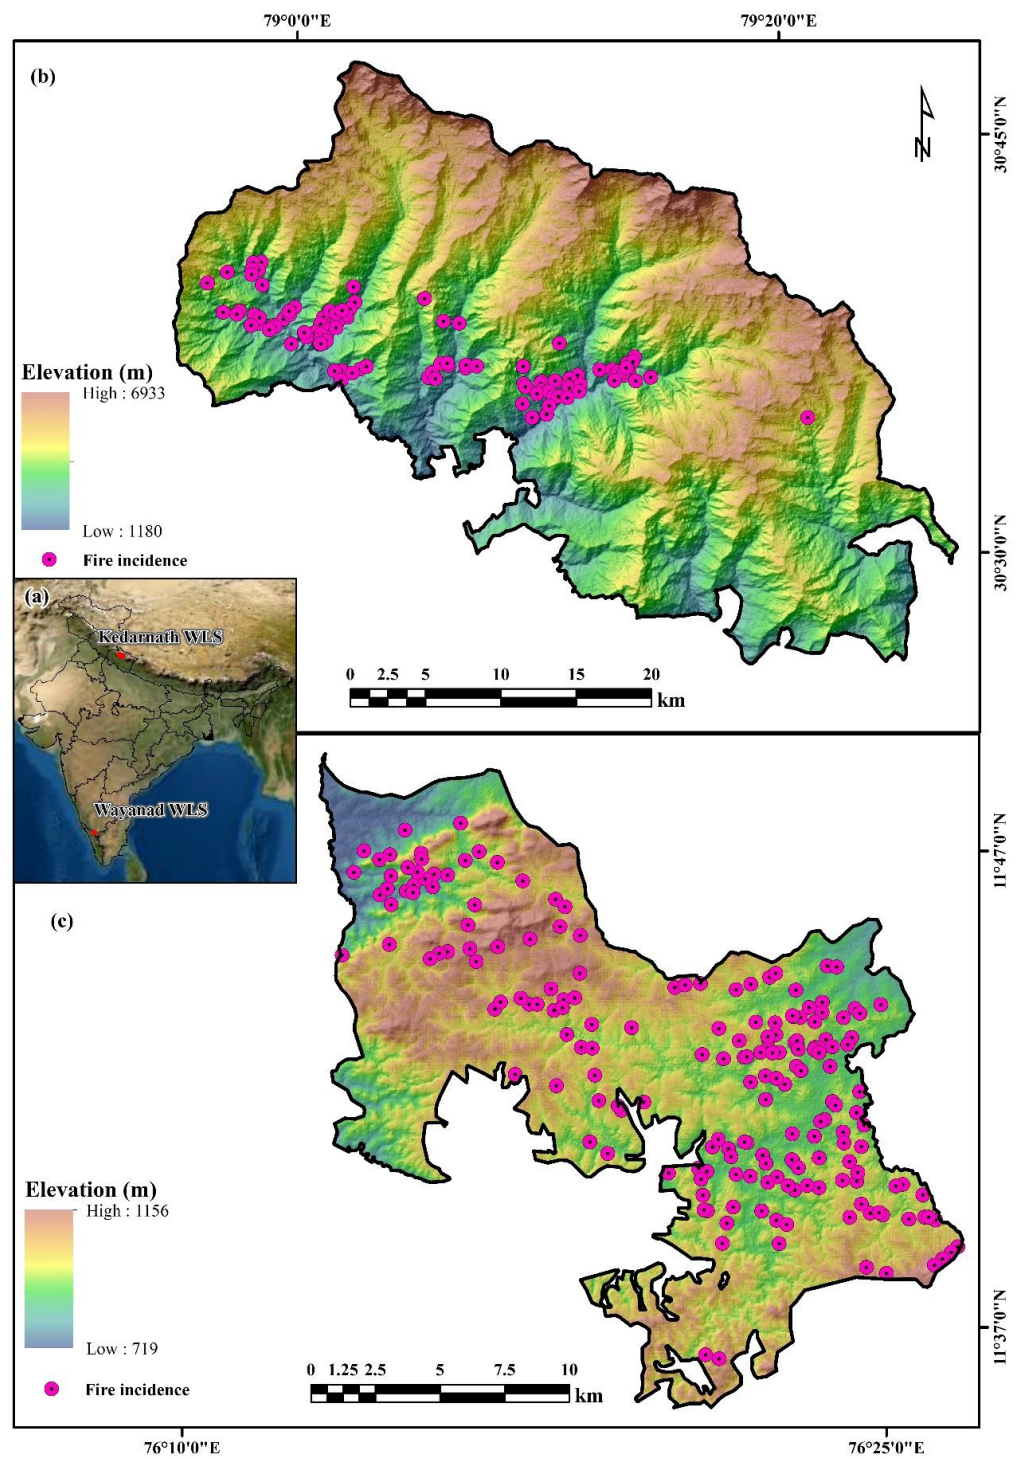 79°0'0"E 79°20'0"E
(b)
N
30°45'0"N
Elevation (m)
High : 6933
Low : 1180
Fire incidence
30°30'0"N
(a)
Kedarnath WLS
0 2.5 5 10 15 20
km
Wayanad WLS
11°47'0"N
(c)
Elevation (m)
High : 1156
Low : 719
11°37'0"N
0 1.25 2.5 5 7.5 10
km
Fire incidence
76°10'0"E 76°25'0"E